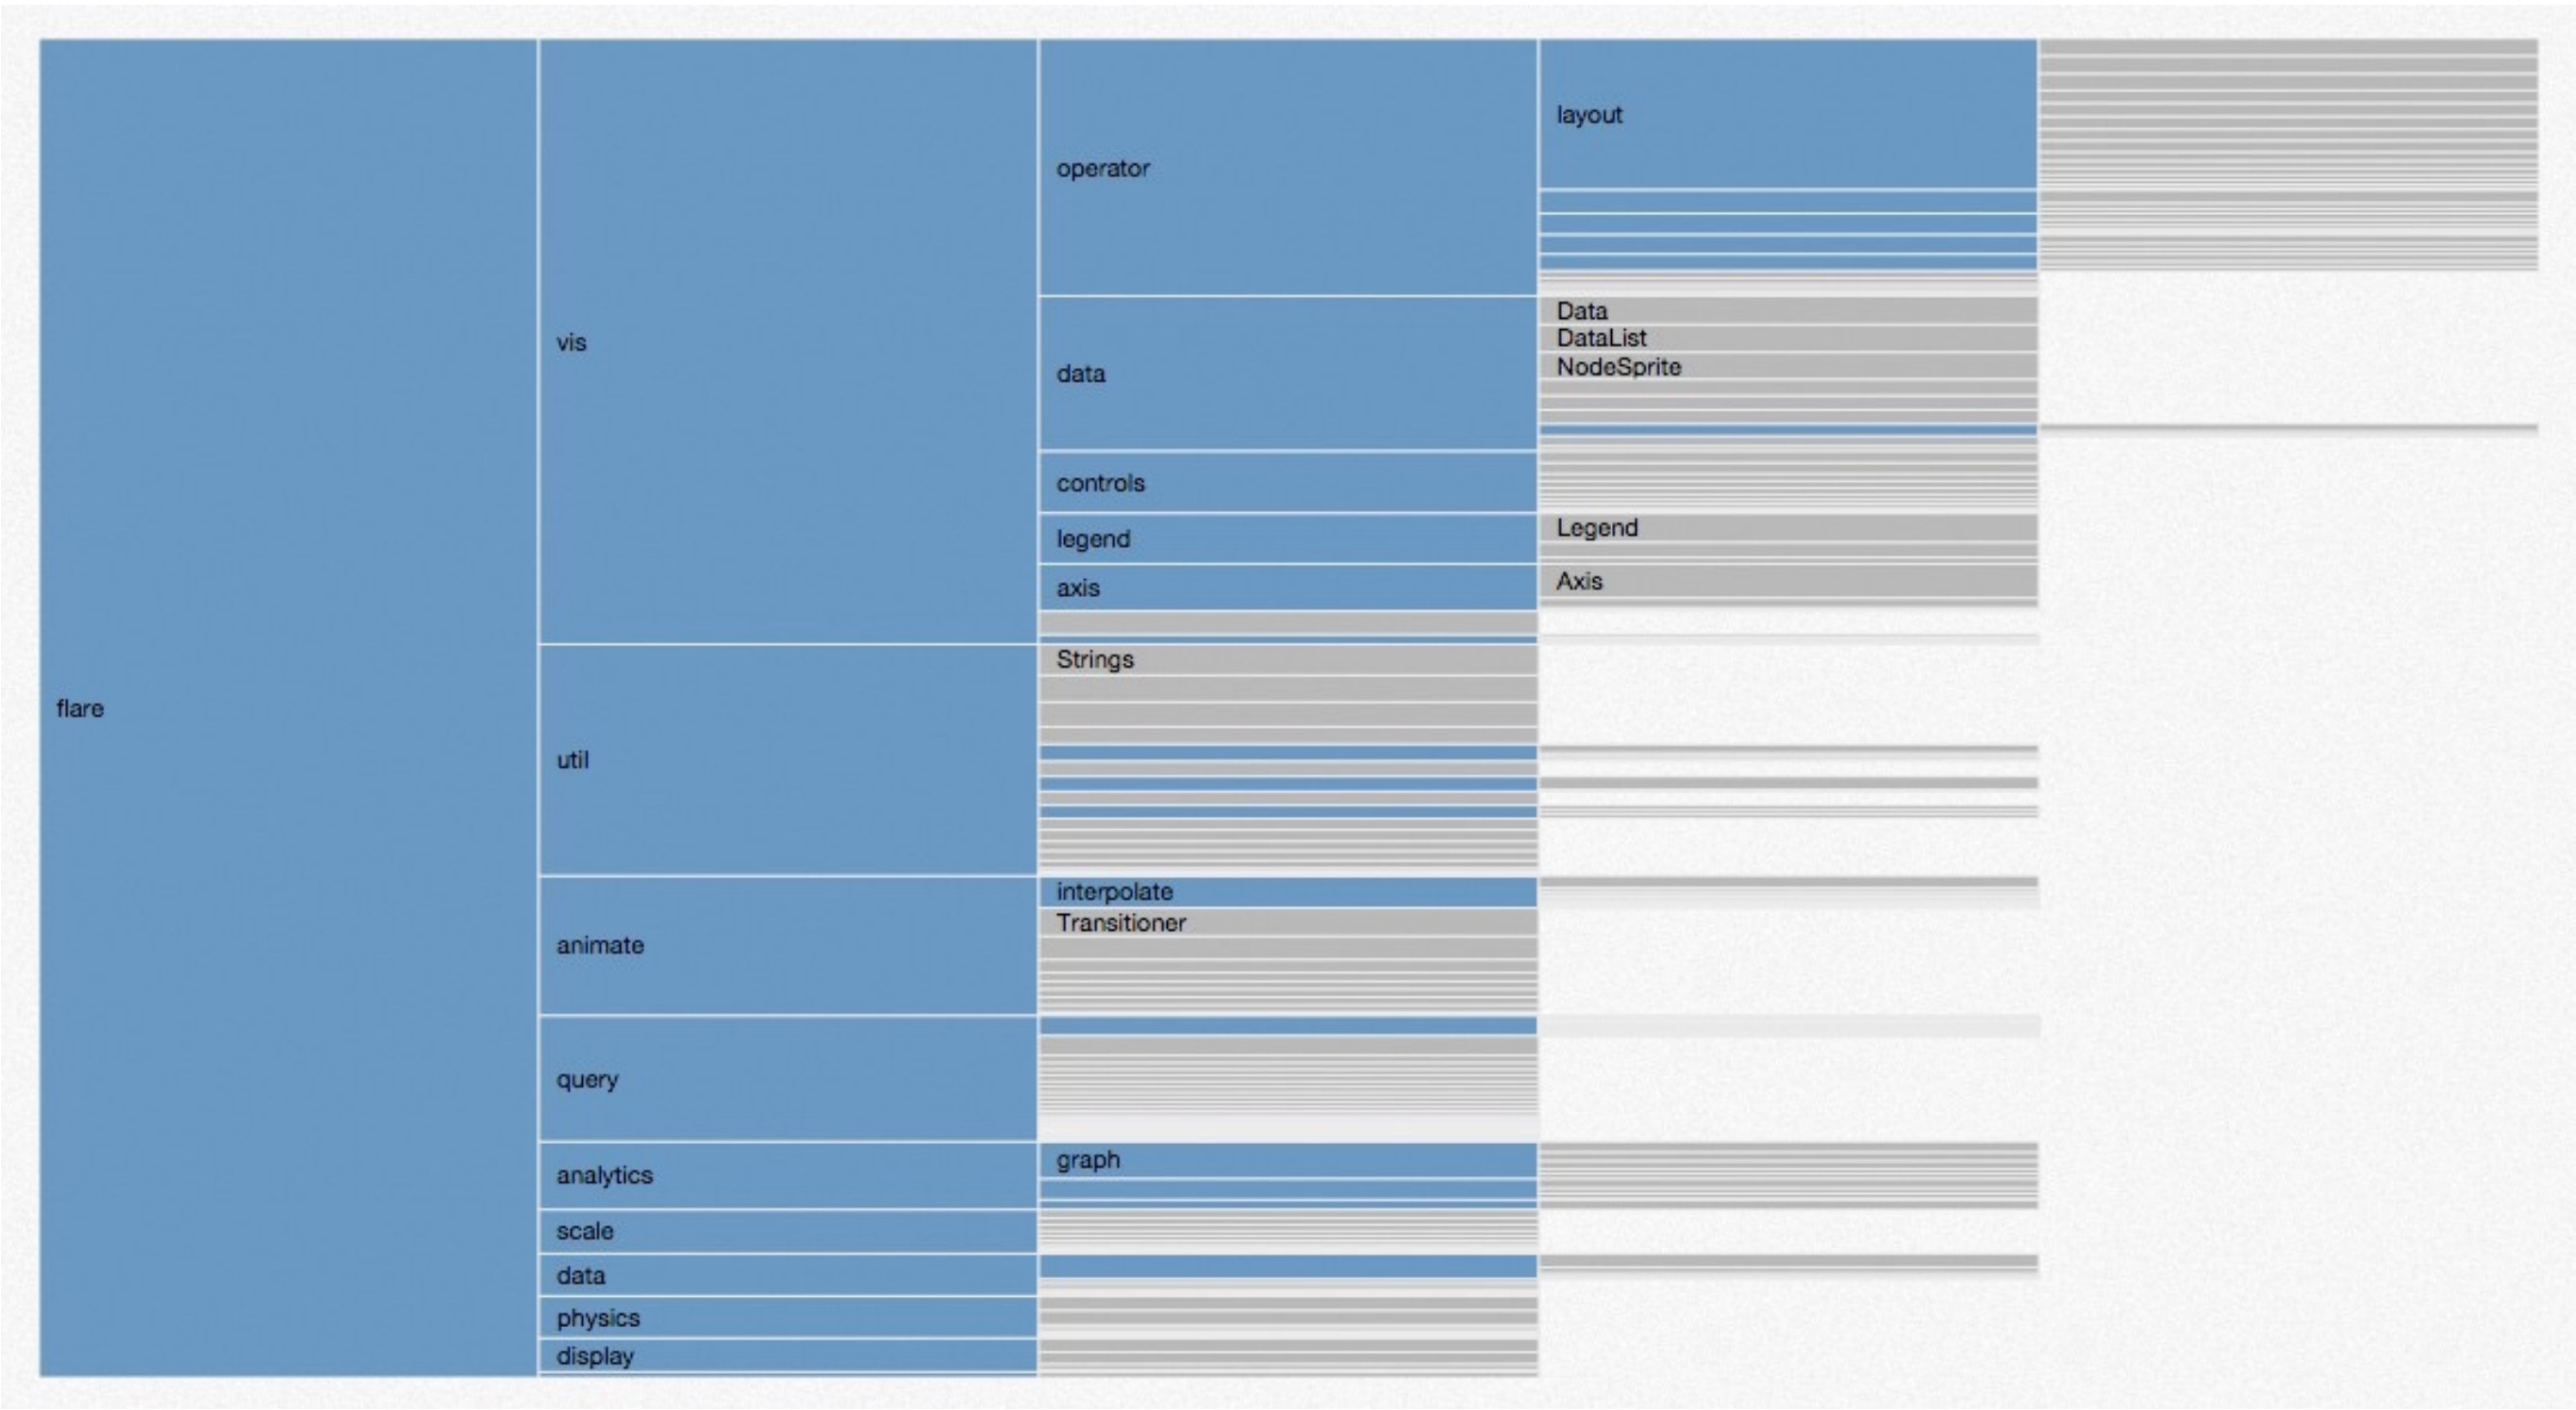 flare
vis
operator
layout
data
Data
DataList
NodeSprite
controls
legend
Legend
axis
Axis
util
Strings
animate
interpolate
Transitioner
query
analytics
graph
scale
data
physics
display